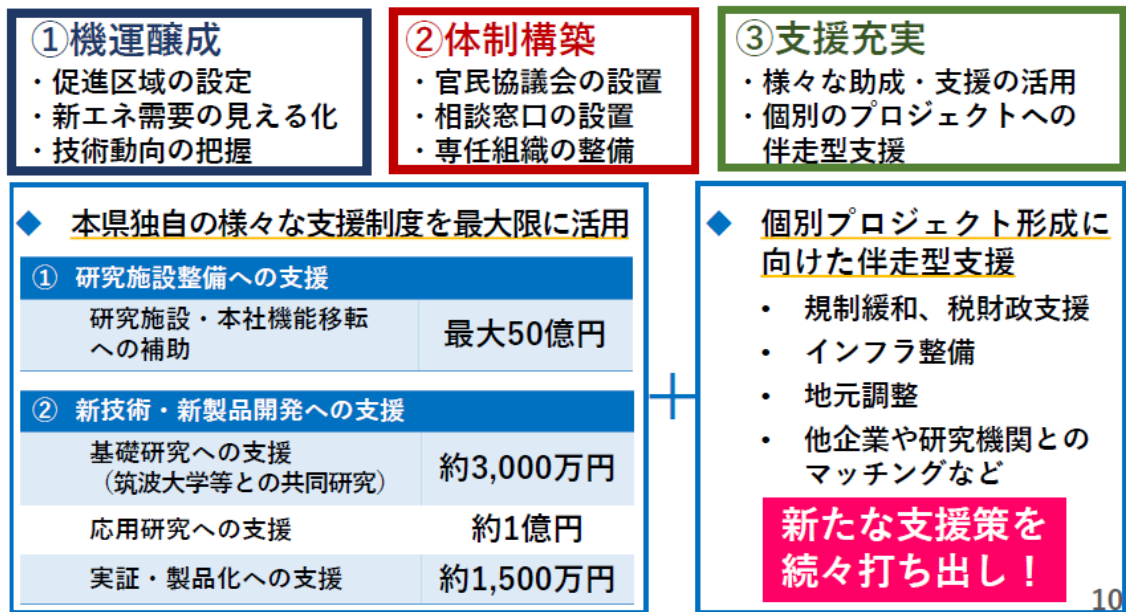 ①機運醸成
・促進区域の設定
・新エネ需要の見える化
・技術動向の把握
②体制構築
・官民協議会の設置
・相談窓口の設置
・専任組織の整備
③支援充実
・様々な助成・支援の活用
・個別のプロジェクトへの
伴走型支援
◆ 本県独自の様々な支援制度を最大限に活用
① 研究施設整備への支援
研究施設・本社機能移転
への補助
最大50億円
② 新技術・新製品開発への支援
基礎研究への支援
(筑波大学等との共同研究)
約3,000万円
応用研究への支援
約1億円
実証・製品化への支援
約1,500万円
＋
◆ 個別プロジェクト形成に
向けた伴走型支援
• 規制緩和、税財政支援
• インフラ整備
• 地元調整
• 他企業や研究機関との
マッチングなど
新たな支援策を
続々打ち出し！
10